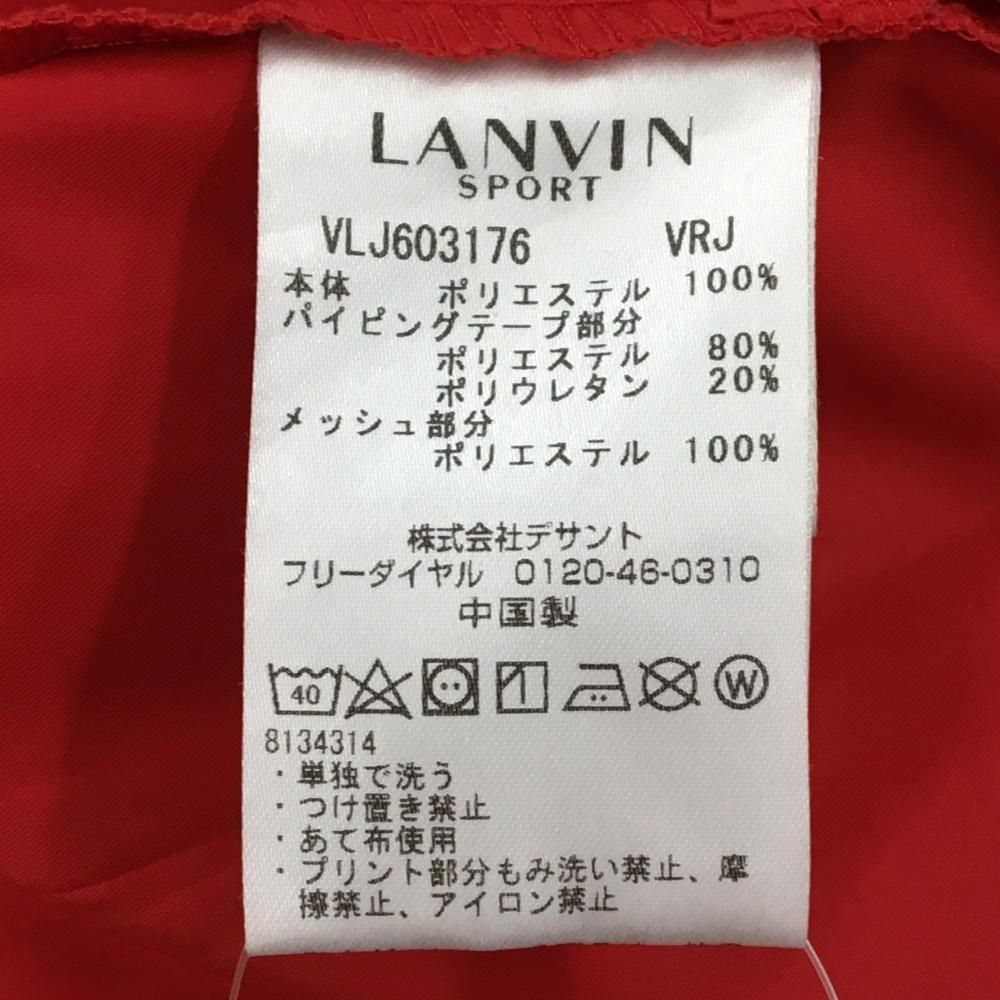 LANVIN
SPORT
VLJ603176 VRJ
本体 ポリエステル 100%
パイピングテープ部分
ポリエステル 80%
ポリウレタン 20%
メッシュ部分
ポリエステル 100%
株式会社デサント
フリーダイヤル 0120-46-0310
中国製
40 W
8134314
・単独で洗う
・つけ置き禁止
・あて布使用
・プリント部分もみ洗い禁止、摩
擦禁止、アイロン禁止